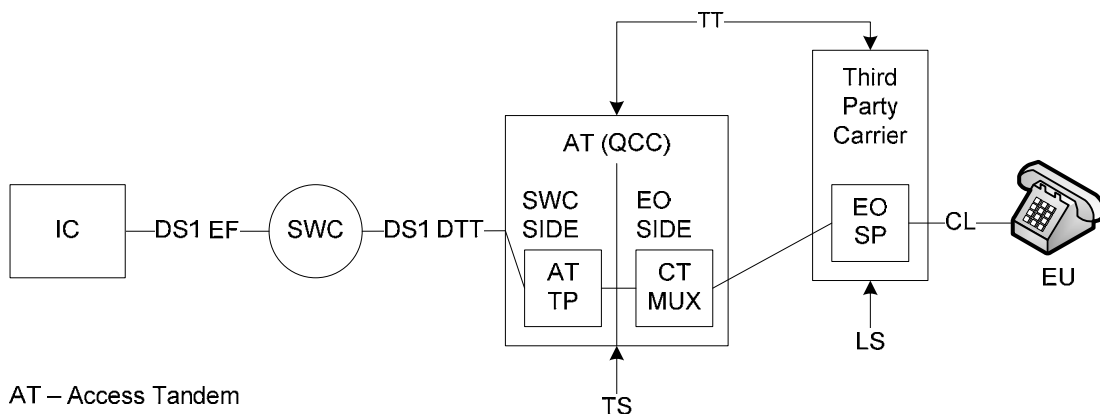 TT
Third
Party
Carrier
AT (QCC)
SWC
SIDE
EO
SIDE
IC
DS1 EF
SWC
DS1 DTT
AT
TP
CT
MUX
EO
SP
CL
EU
LS
TS
AT – Access Tandem